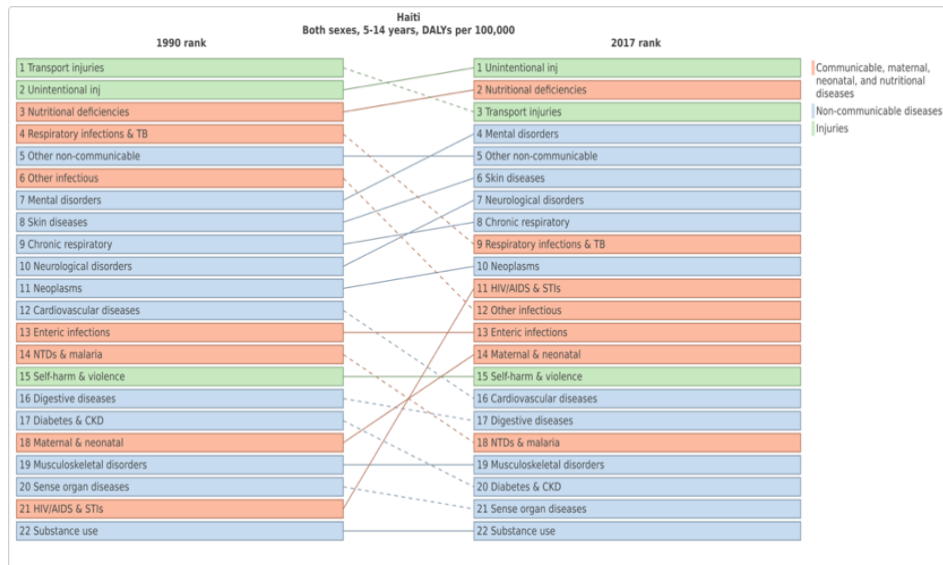 Haiti
Both sexes, 5-14 years, DALYs per 100,000
1990 rank
1 Transport injuries
2 Unintentional inj
3 Nutritional deficiencies
4 Respiratory infections & TB
5 Other non-communicable
6 Other infectious
7 Mental disorders
8 Skin diseases
9 Chronic respiratory
10 Neurological disorders
11 Neoplasms
12 Cardiovascular diseases
13 Enteric infections
14 NTDs & malaria
15 Self-harm & violence
16 Digestive diseases
17 Diabetes & CKD
18 Maternal & neonatal
19 Musculoskeletal disorders
20 Sense organ diseases
21 HIV/AIDS & STIs
22 Substance use
2017 rank
1 Unintentional inj
2 Nutritional deficiencies
3 Transport injuries
4 Mental disorders
5 Other non-communicable
6 Skin diseases
7 Neurological disorders
8 Chronic respiratory
9 Respiratory infections & TB
10 Neoplasms
11 HIV/AIDS & STIs
12 Other infectious
13 Enteric infections
14 Maternal & neonatal
15 Self-harm & violence
16 Cardiovascular diseases
17 Digestive diseases
18 NTDs & malaria
19 Musculoskeletal disorders
20 Diabetes & CKD
21 Sense organ diseases
22 Substance use
Communicable, maternal,
neonatal, and nutritional
diseases
Non-communicable diseases
Injuries